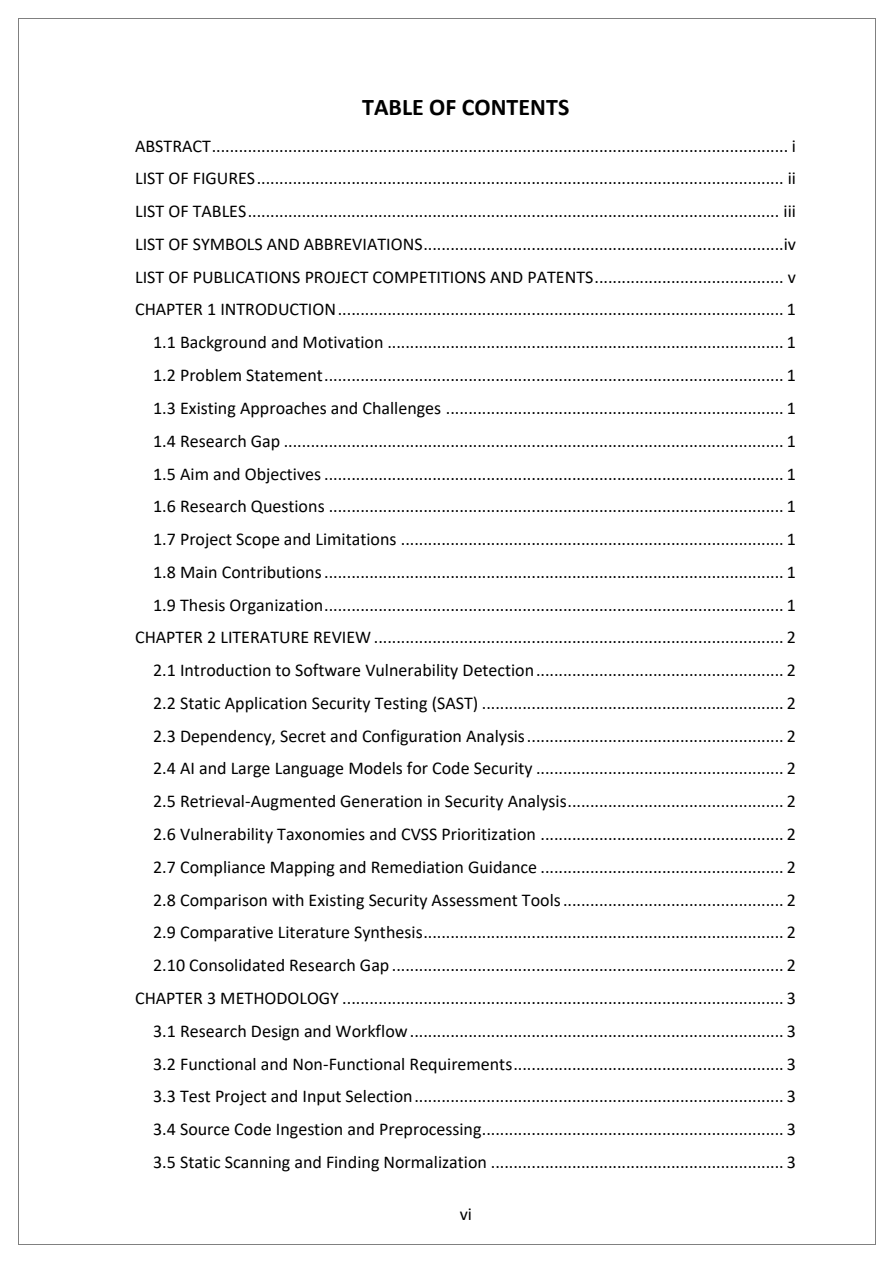 TABLE OF CONTENTS
ABSTRACT.......... i
LIST OF FIGURES.......... ii
LIST OF TABLES.......... iii
LIST OF SYMBOLS AND ABBREVIATIONS..........iv
LIST OF PUBLICATIONS PROJECT COMPETITIONS AND PATENTS.......... v
CHAPTER 1 INTRODUCTION.......... 1
1.1 Background and Motivation .......... 1
1.2 Problem Statement.......... 1
1.3 Existing Approaches and Challenges .......... 1
1.4 Research Gap .......... 1
1.5 Aim and Objectives .......... 1
1.6 Research Questions .......... 1
1.7 Project Scope and Limitations .......... 1
1.8 Main Contributions .......... 1
1.9 Thesis Organization.......... 1
CHAPTER 2 LITERATURE REVIEW .......... 2
2.1 Introduction to Software Vulnerability Detection .......... 2
2.2 Static Application Security Testing (SAST) .......... 2
2.3 Dependency, Secret and Configuration Analysis .......... 2
2.4 AI and Large Language Models for Code Security .......... 2
2.5 Retrieval-Augmented Generation in Security Analysis.......... 2
2.6 Vulnerability Taxonomies and CVSS Prioritization .......... 2
2.7 Compliance Mapping and Remediation Guidance .......... 2
2.8 Comparison with Existing Security Assessment Tools .......... 2
2.9 Comparative Literature Synthesis.......... 2
2.10 Consolidated Research Gap .......... 2
CHAPTER 3 METHODOLOGY .......... 3
3.1 Research Design and Workflow .......... 3
3.2 Functional and Non-Functional Requirements.......... 3
3.3 Test Project and Input Selection .......... 3
3.4 Source Code Ingestion and Preprocessing.......... 3
3.5 Static Scanning and Finding Normalization .......... 3
vi